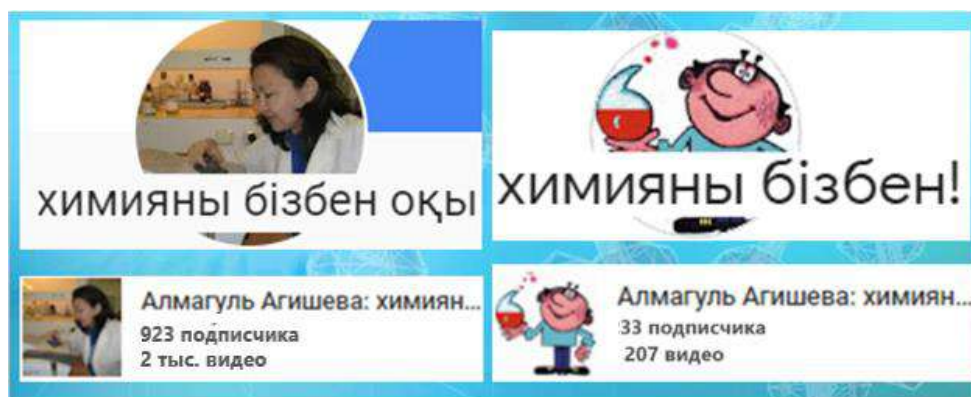 химияны бізбен оқы
химияны бізбен!
Алмагуль Агишева: химиян...
923 подписчика
2 тыс. видео
Алмагуль Агишева: химиян...
33 подписчика
207 видео